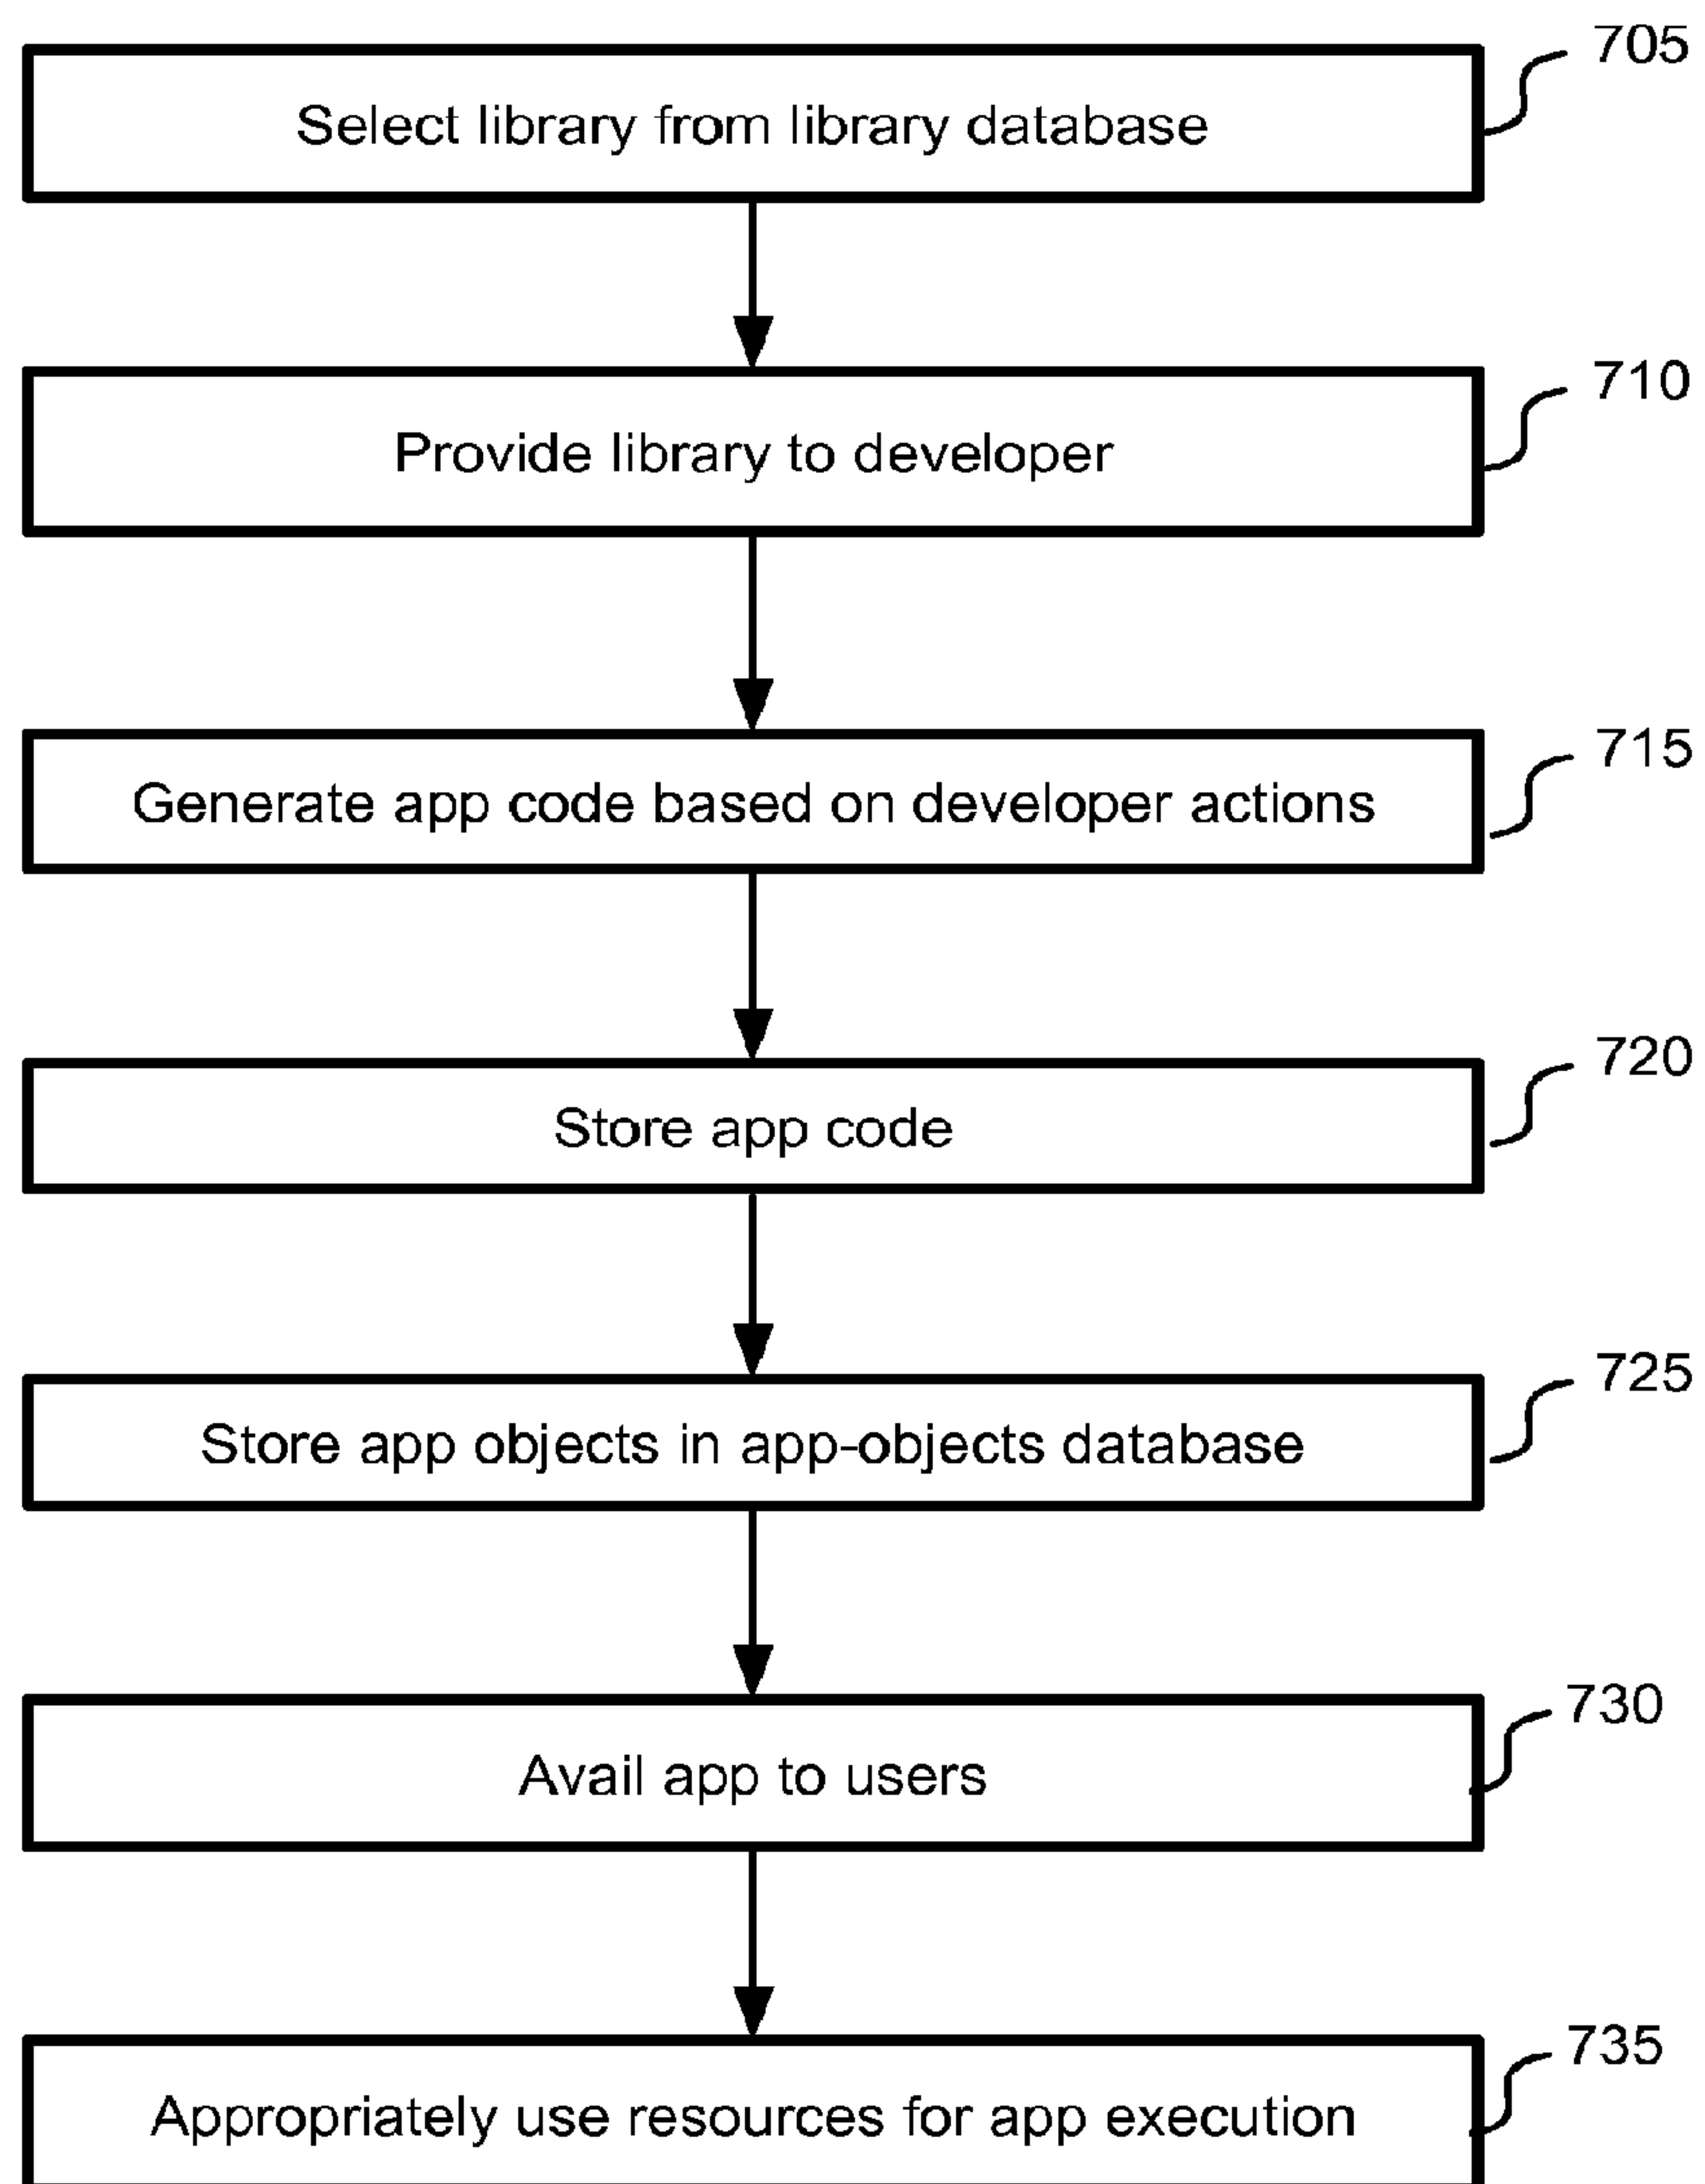 705
Select library from library database
710
Provide library to developer
715
Generate app code based on developer actions
720
Store app code
725
Store app objects in app-objects database
730
Avail app to users
735
Appropriately use resources for app execution